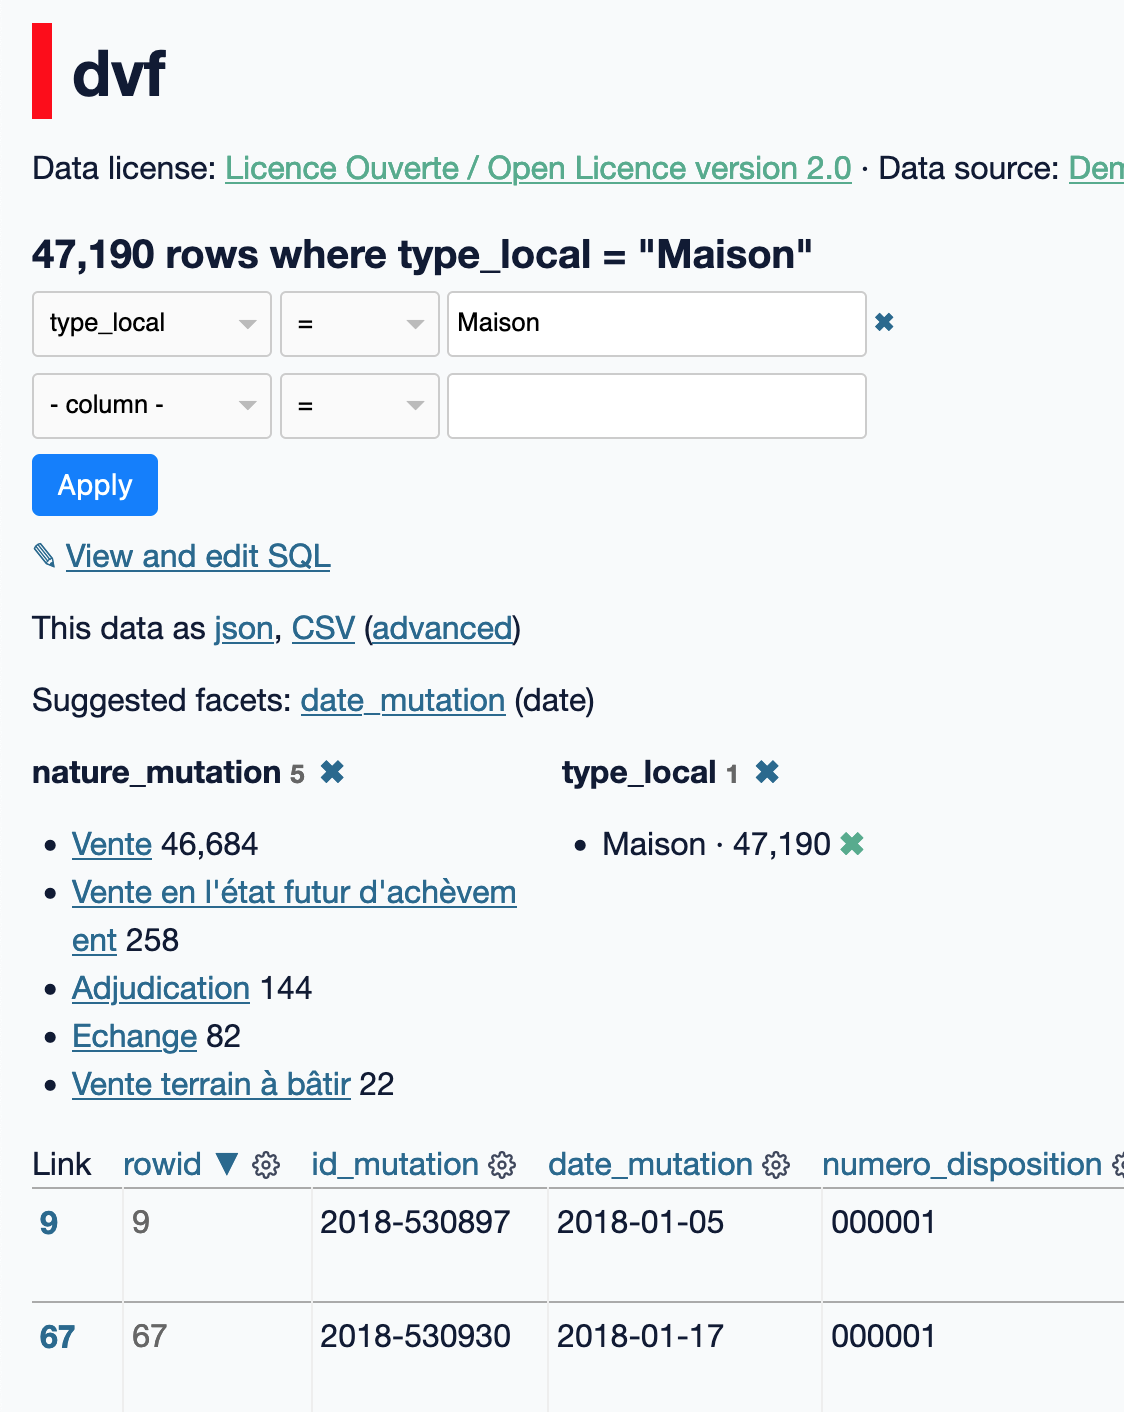 dvf
Data license: Licence Ouverte / Open Licence version 2.0 · Data source:
47,190 rows where type_local = "Maison"
type_local = Maison ✖
- column - =
Apply
✎ View and edit SQL
This data as json, CSV (advanced)
Suggested facets: date_mutation (date)
nature_mutation 5 ✖ type_local 1 ✖
• Vente 46,684
• Vente en l'état futur d'achèvem
ent 258
• Adjudication 144
• Echange 82
• Vente terrain à bâtir 22
• Maison · 47,190 ✖
Link rowid ▼ id_mutation date_mutation numero_disposition
9 9 2018-530897 2018-01-05 000001
67 67 2018-530930 2018-01-17 000001